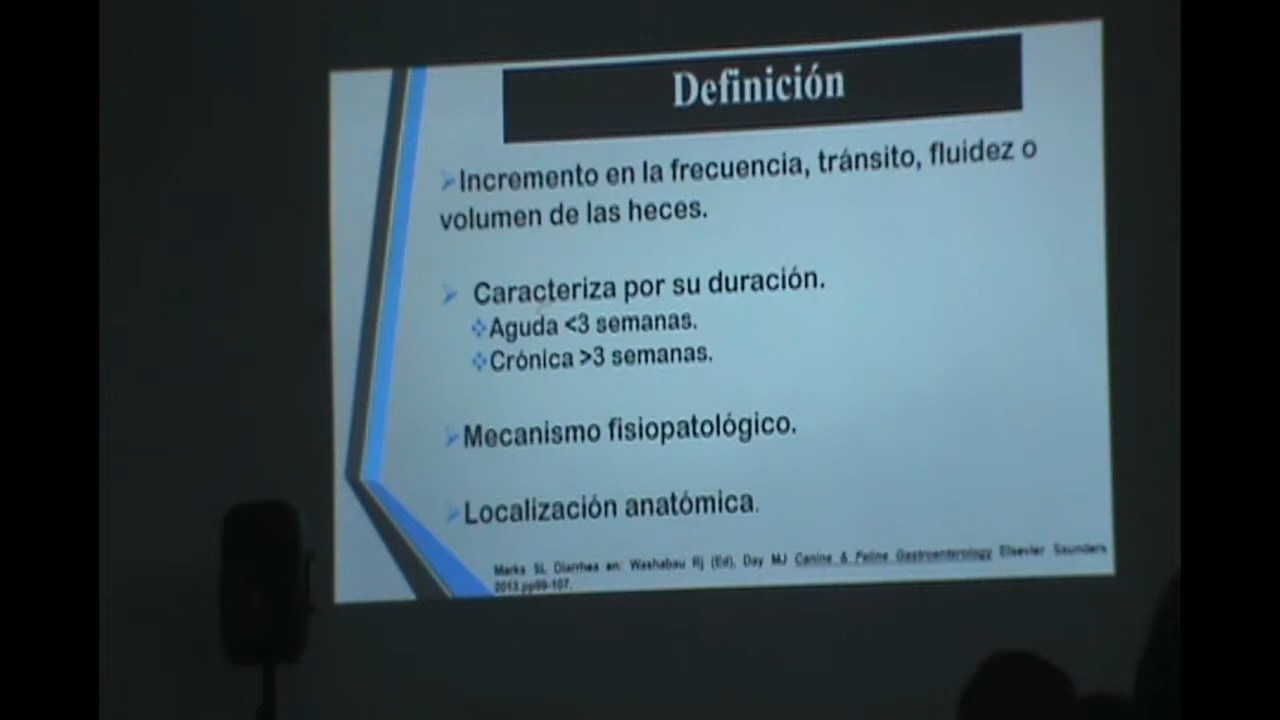 Definición
Incremento en la frecuencia, tránsito, fluidez o
volumen de las heces.
Caracteriza por su duración.
Aguda <3 semanas.
Crónica >3 semanas.
Mecanismo fisiopatológico.
Localización anatómica.
Marks SL Diarrhea en: Washabau Rj (Ed), Day MJ Canine & Feline Gastroenterology Elsevier Saunders
2013 pp99-107.